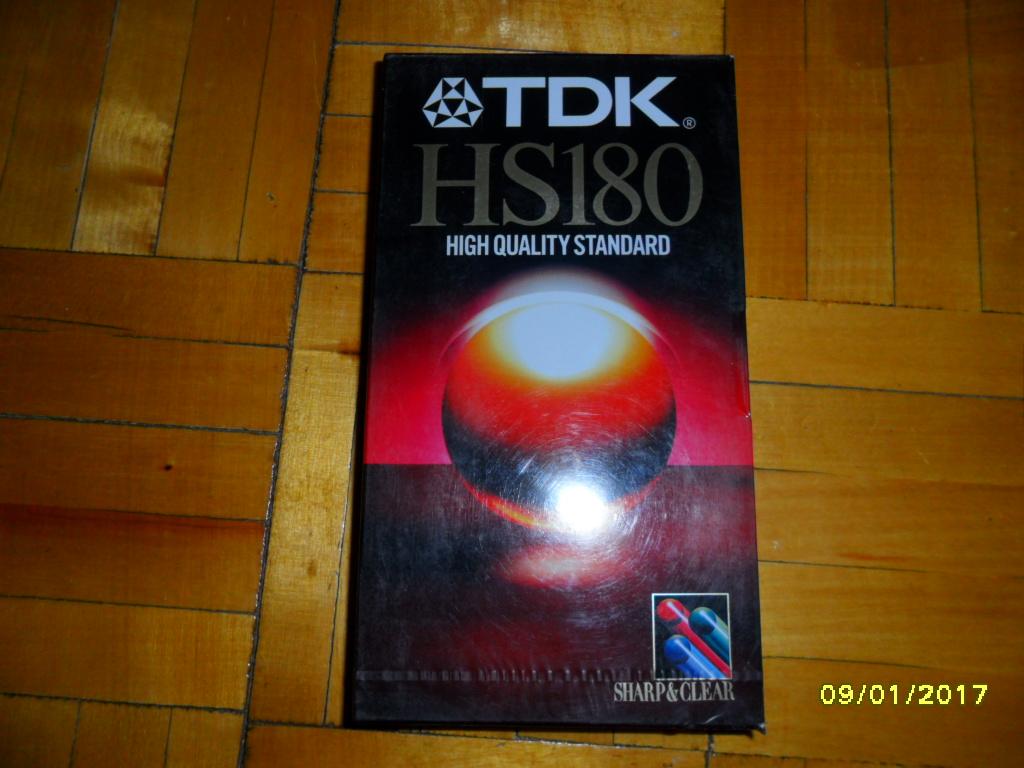 TDK®
HS180
HIGH QUALITY STANDARD
SHARP&CLEAR
09/01/2017